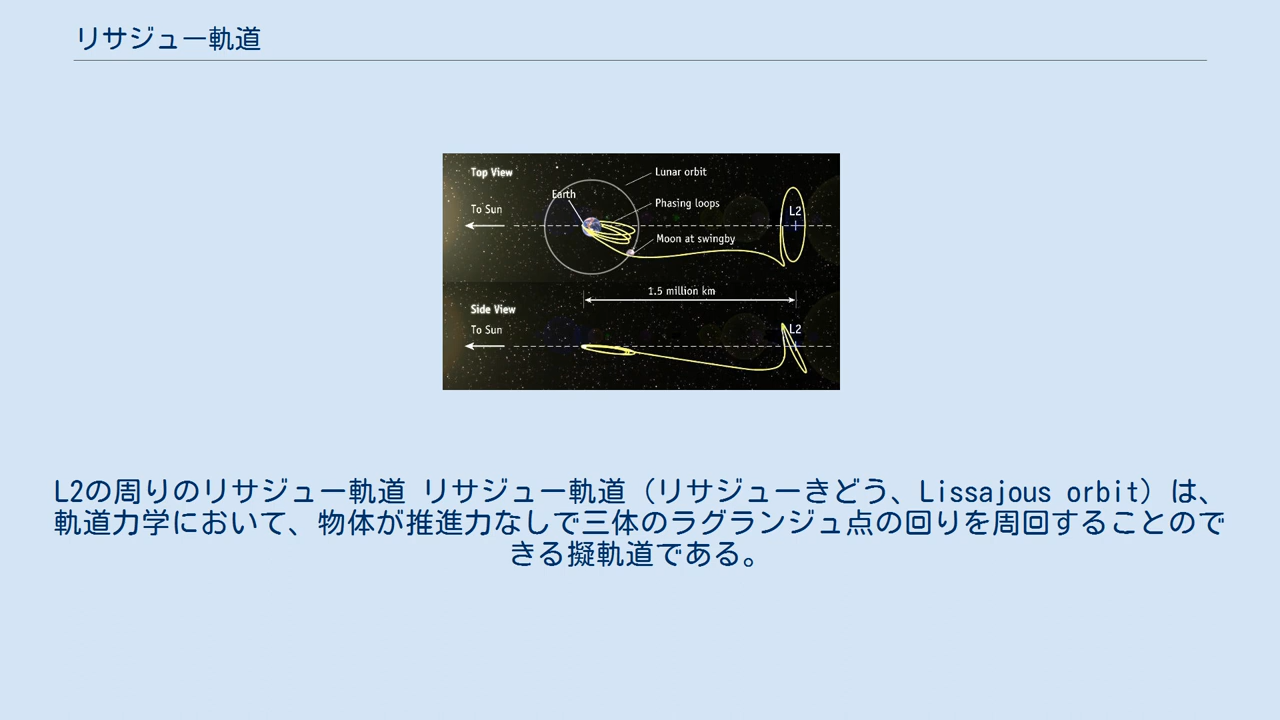 リサジュー軌道
Top View
Lunar orbit
Earth
Phasing loops
To Sun
L2
Moon at swingby
1.5 million km
Side View
To Sun
L2
L2の周りのリサジュー軌道 リサジュー軌道（リサジューきどう、Lissajous orbit）は、
軌道力学において、物体が推進力なしで三体のラグランジュ点の回りを周回することので
きる擬軌道である。